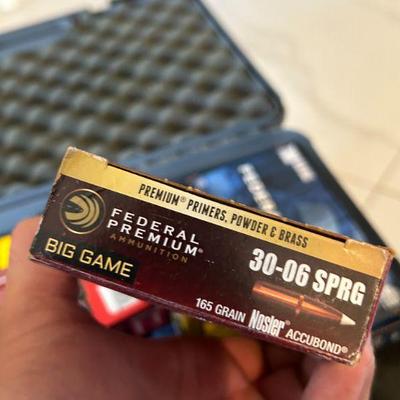 PREMIUM® PRIMERS, POWDER & BRASS
FEDERAL
PREMIUM®
AMMUNITION
BIG GAME
30-06 SPRG
165 GRAIN Nosler® ACCUBOND®